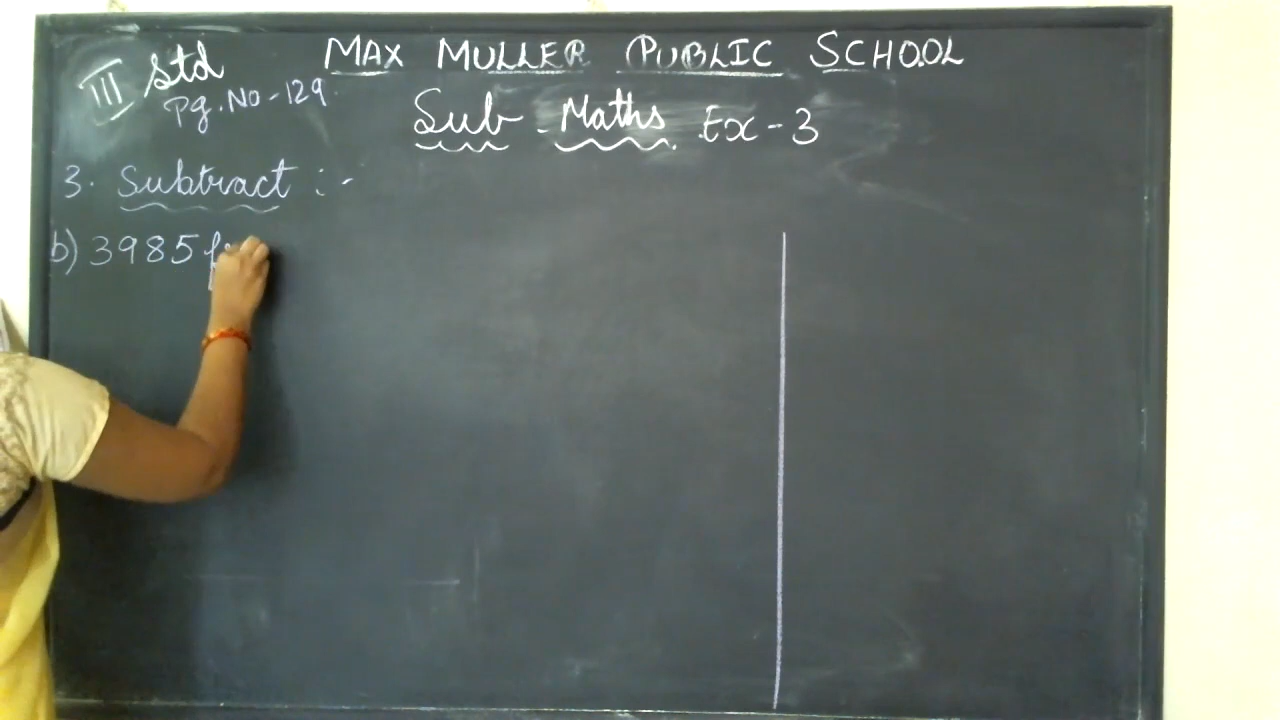 III Std
MAX MULLER PUBLIC SCHOOL
Pg. No - 129.
Sub - Maths. Ex - 3
3. Subtract : -
b) 3985